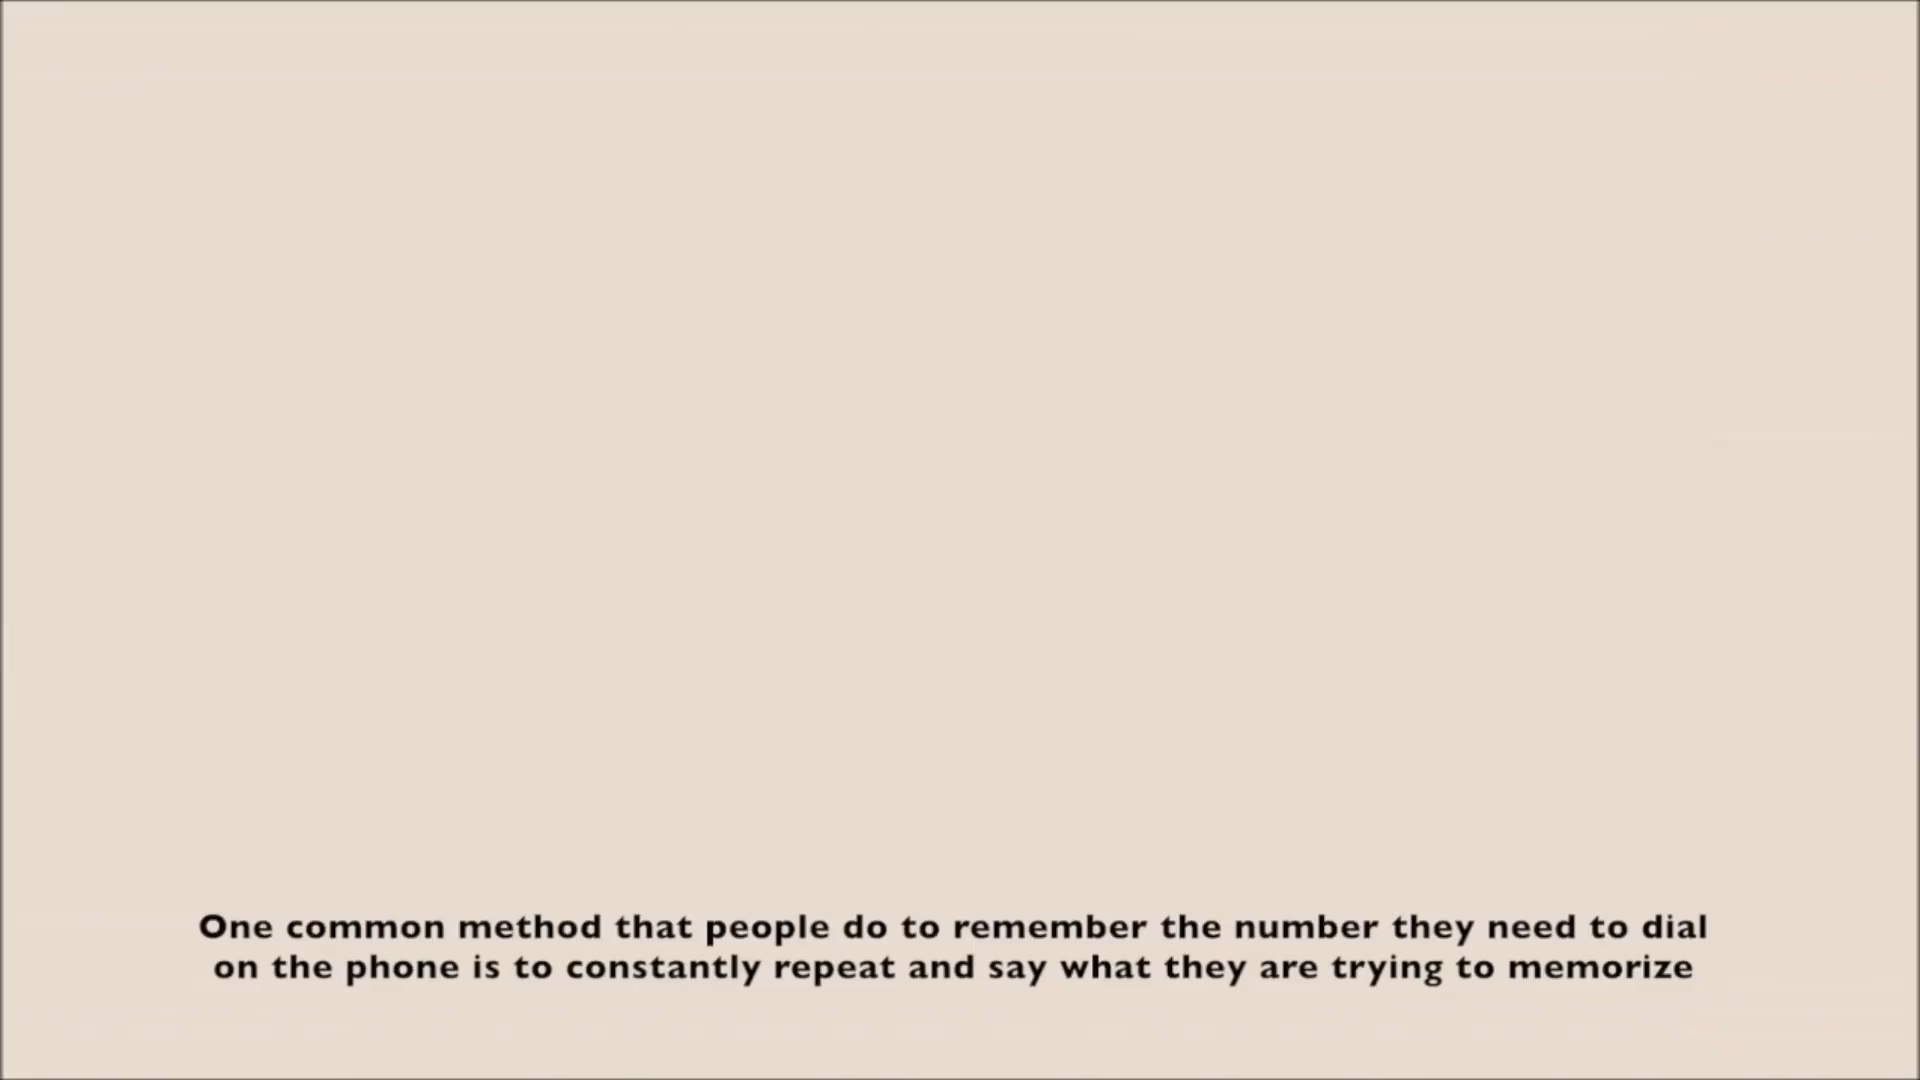 One common method that people do to remember the number they need to dial
on the phone is to constantly repeat and say what they are trying to memorize